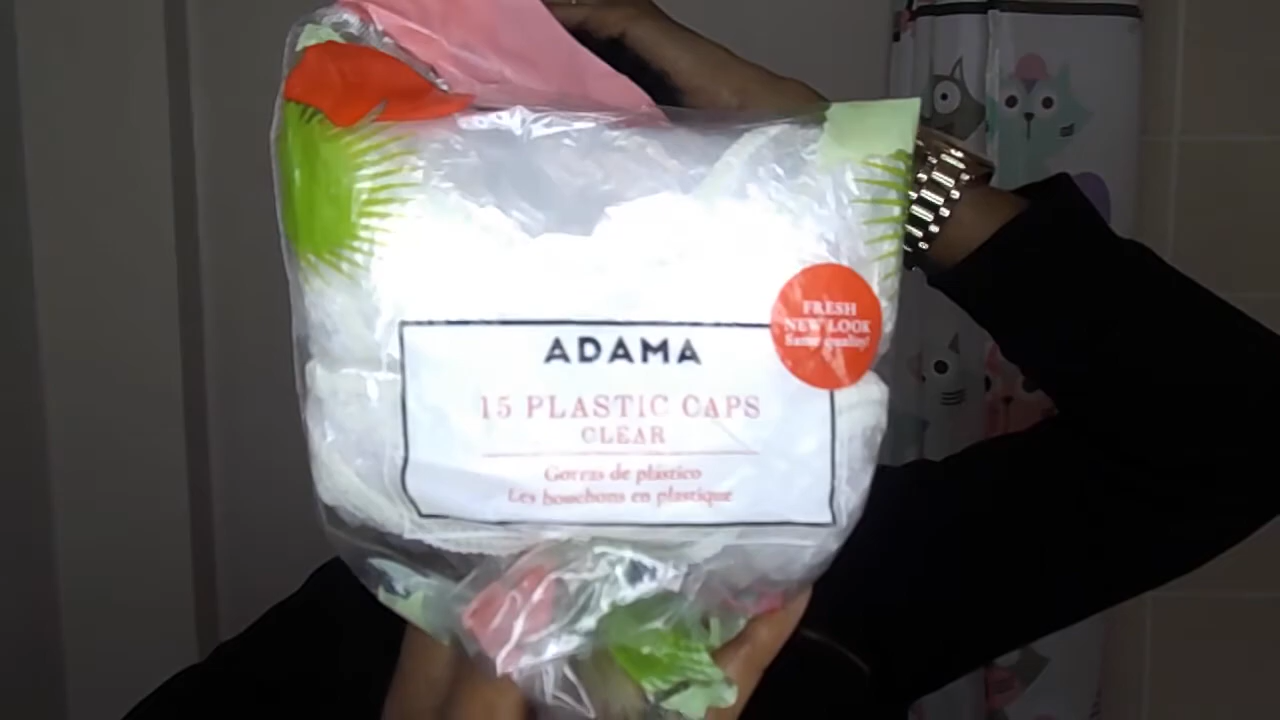 FRESH
NEW LOOK
Same quality!
ADAMA
15 PLASTIC CAPS
CLEAR
Gorras de plástico
Les bouchons en plastique